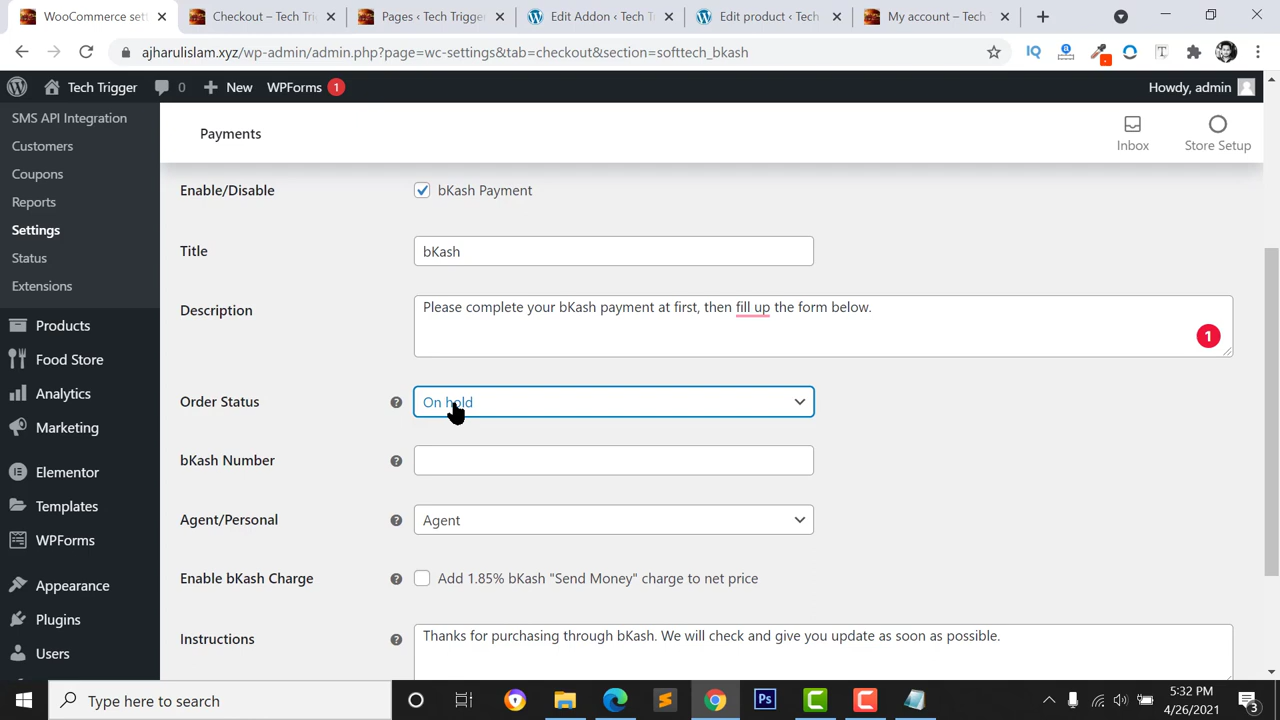 WooCommerce set
Checkout – Tech Tri
Pages ‹ Tech Trigger
Edit Addon ‹ Tech T
Edit product ‹ Tech
My account – Tech
ajharulislam.xyz/wp-admin/admin.php?page=wc-settings&tab=checkout&section=softtech_bkash
Tech Trigger
0
New
WPForms
1
Howdy, admin
SMS API Integration
Customers
Coupons
Reports
Settings
Status
Extensions
Products
Food Store
Analytics
Marketing
Elementor
Templates
WPForms
Appearance
Plugins
Users
Payments
Inbox
Store Setup
Enable/Disable
bKash Payment
Title
bKash
Description
Please complete your bKash payment at first, then fill up the form below.
1
Order Status
On hold
bKash Number
Agent/Personal
Agent
Enable bKash Charge
Add 1.85% bKash "Send Money" charge to net price
Instructions
Thanks for purchasing through bKash. We will check and give you update as soon as possible.
Type here to search
5:32 PM
4/26/2021
3